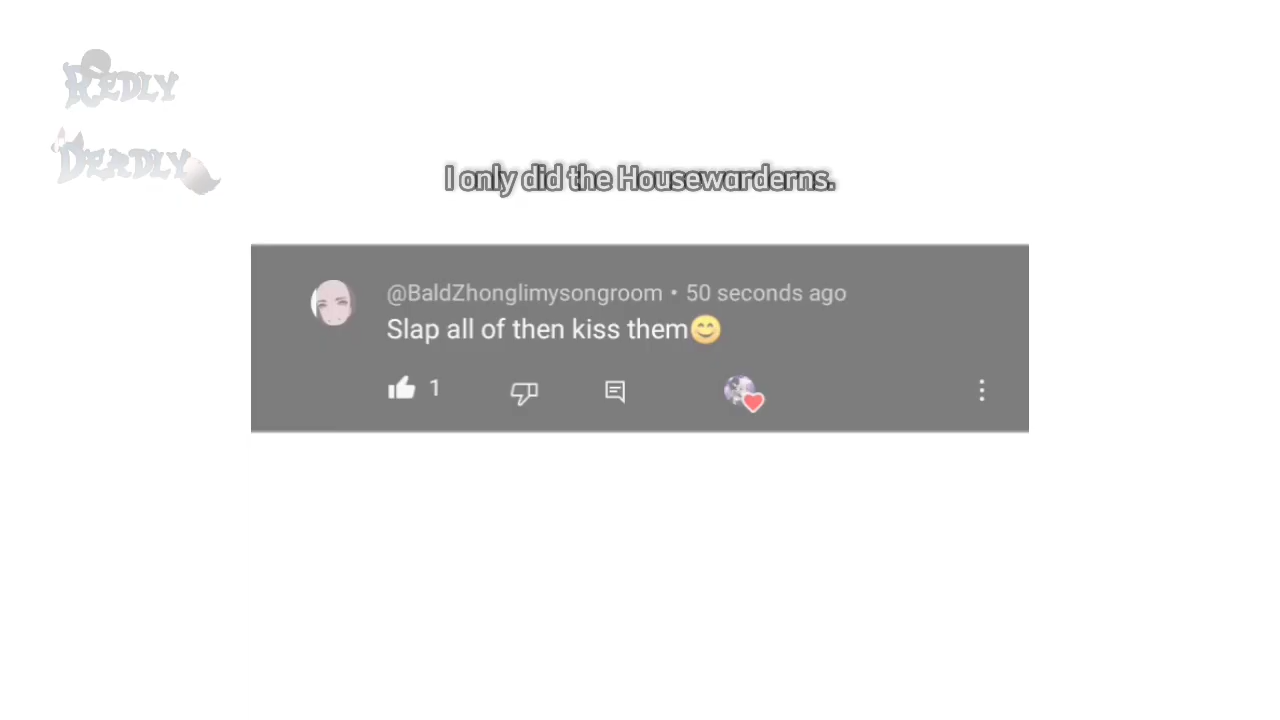 REDLY
DEADLY
I only did the Housewarderns.
@BaldZhonglimysongroom • 50 seconds ago
Slap all of then kiss them😊
1